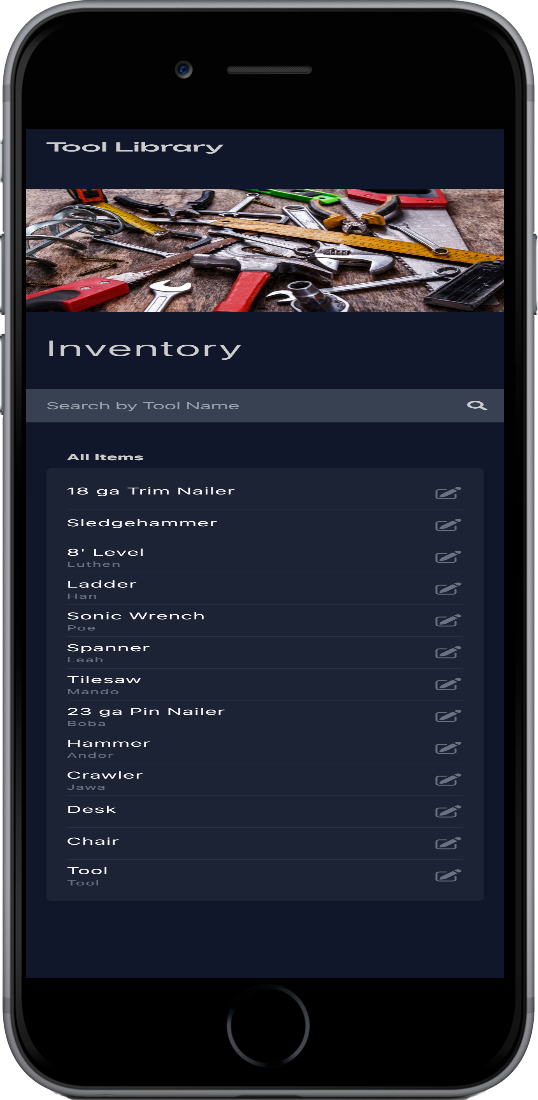 Tool Library
Inventory
Search by Tool Name
All Items
18 ga Trim Nailer
Sledgehammer
8' Level
Luthen
Ladder
Han
Sonic Wrench
Poe
Spanner
Leah
Tilesaw
Mando
23 ga Pin Nailer
Boba
Hammer
Andor
Crawler
Jawa
Desk
Chair
Tool
Tool